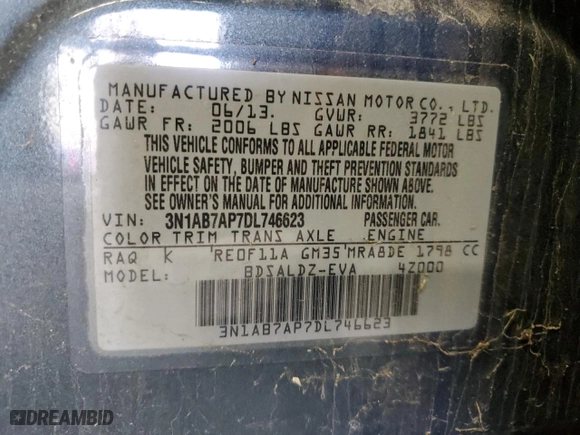 MANUFACTURED BY NISSAN MOTOR CO., LTD.
DATE: 06/13. GVWR: 3772 LBS
GAWR FR: 2006 LBS GAWR RR: 1841 LBS
THIS VEHICLE CONFORMS TO ALL APPLICABLE FEDERAL MOTOR
VEHICLE SAFETY, BUMPER AND THEFT PREVENTION STANDARDS
IN EFFECT ON THE DATE OF MANUFACTURE SHOWN ABOVE.
SEE OWNER'S MANUAL FOR ADDITIONAL INFORMATION.
VIN: 3N1AB7AP7DL746623 PASSENGER CAR.
COLOR TRIM TRANS AXLE ENGINE
RAQ K RE0F11A GM35 MRA8DE 1798 CC
MODEL: BDSALDZ-EVA 4Z000
3N1AB7AP7DL746623
DREAMBID